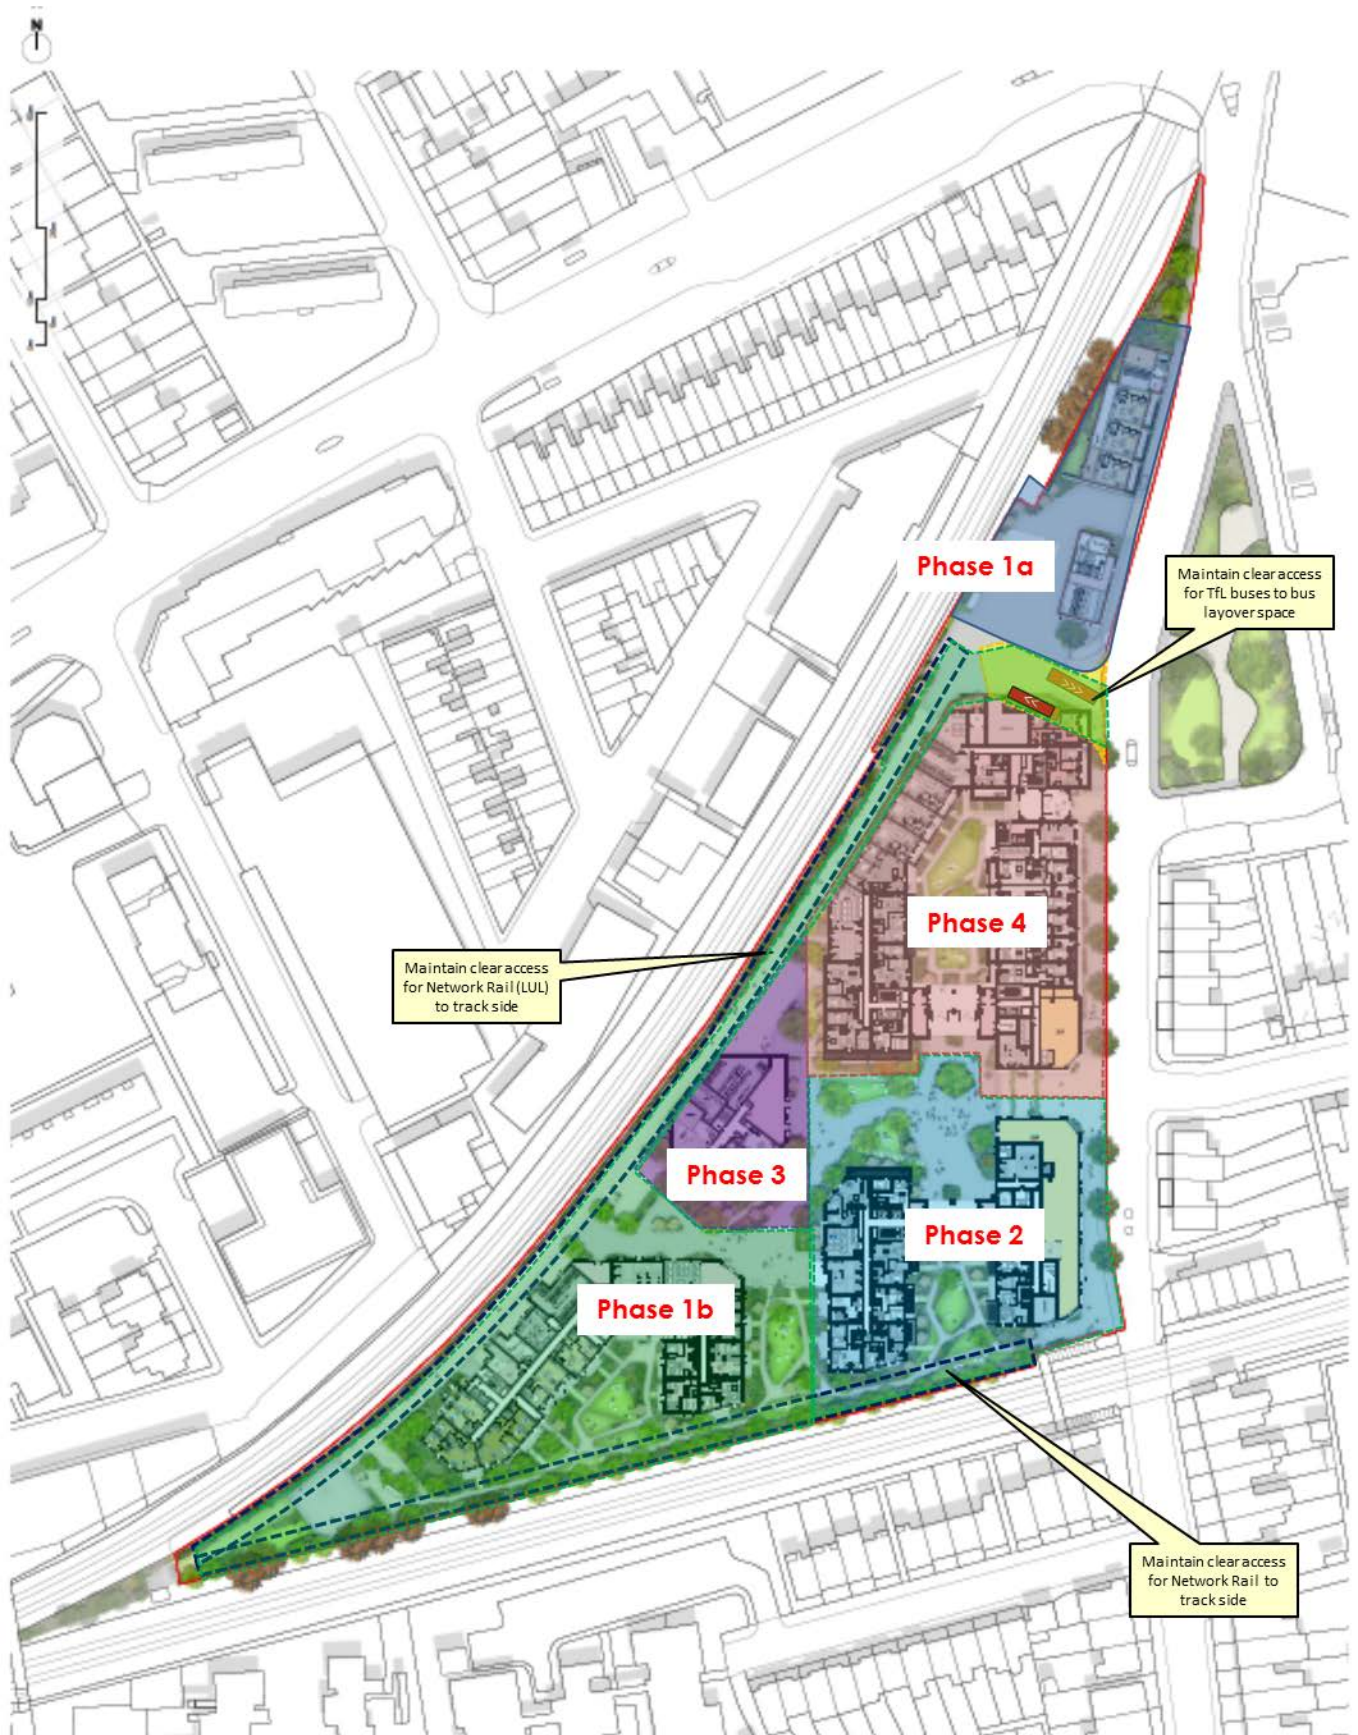 N
Phase 1a
Maintain clear access
for TfL buses to bus
layover space
Phase 4
Maintain clear access
for Network Rail (LUL)
to track side
Phase 3
Phase 2
Phase 1b
Maintain clear access
for Network Rail to
track side